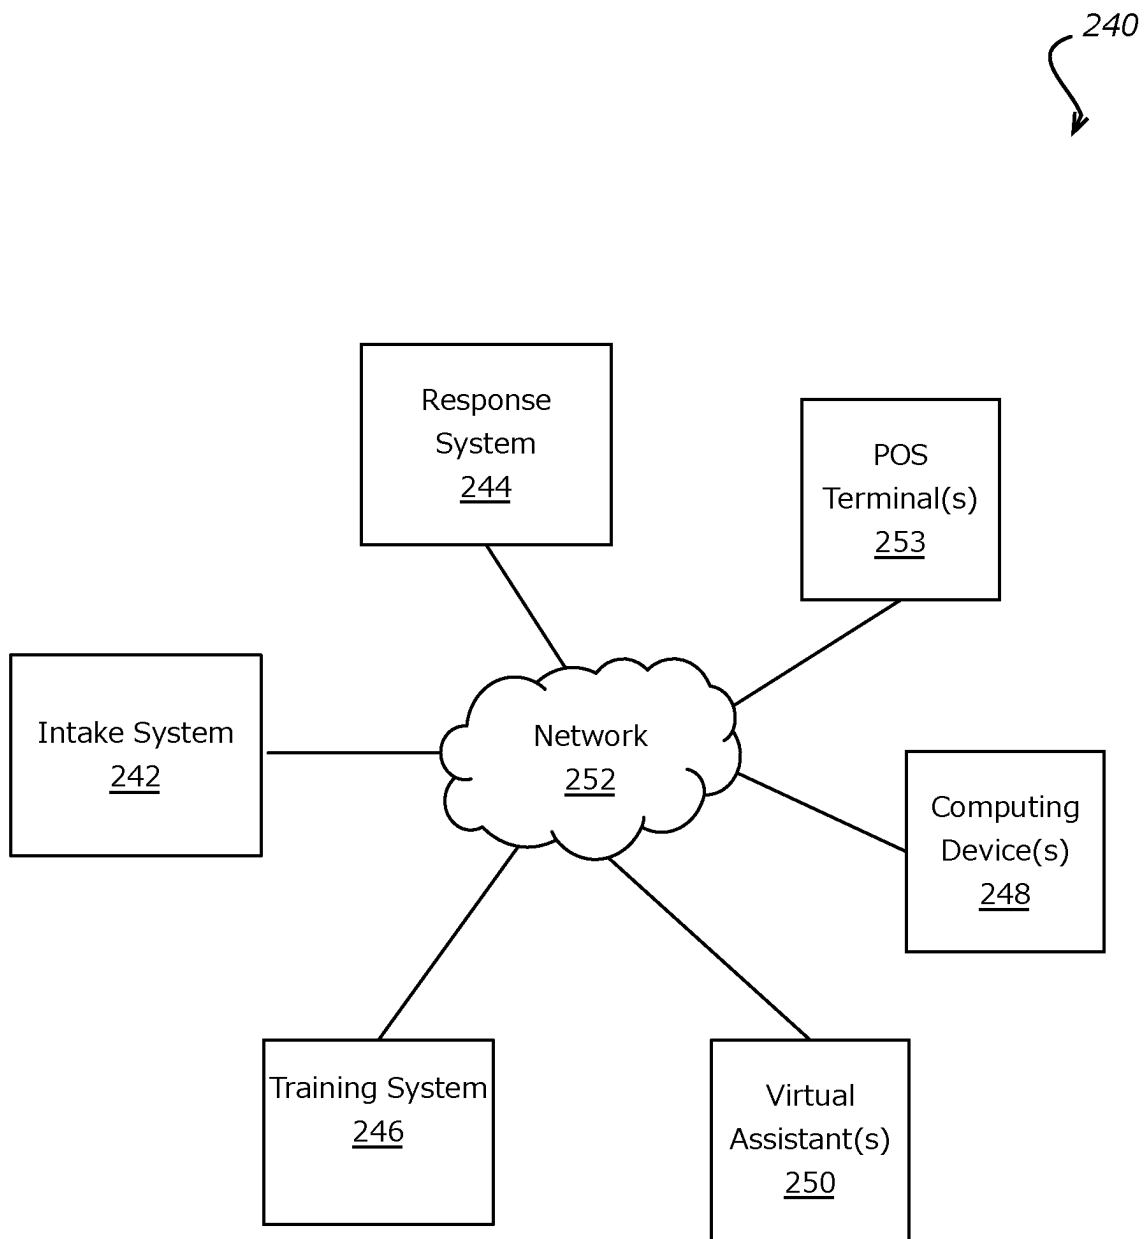 240
Response
System
244
POS
Terminal(s)
253
Intake System
242
Network
252
Computing
Device(s)
248
Training System
246
Virtual
Assistant(s)
250